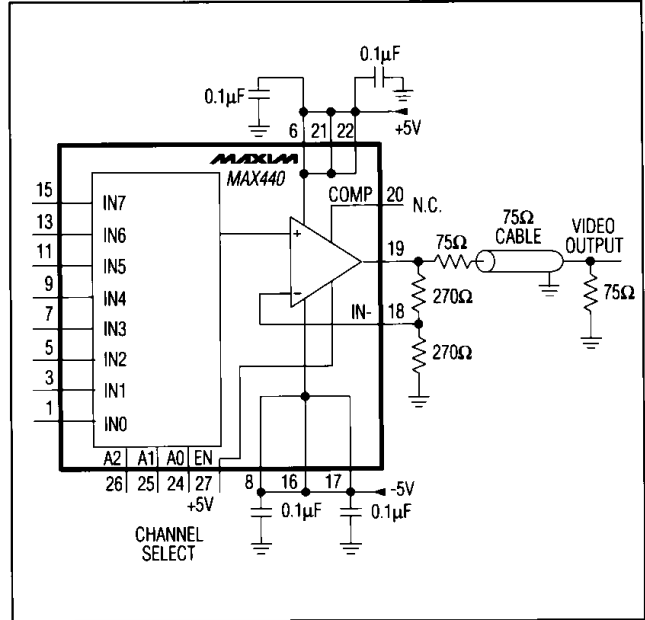 0.1µF
0.1µF
6 21 22
+5V
MAXIM
MAX440
COMP 20 N.C.
15 IN7
13 IN6
11 IN5
9 IN4
7 IN3
5 IN2
3 IN1
1 IN0
+
−
19
75Ω
75Ω
CABLE
VIDEO
OUTPUT
270Ω
75Ω
IN- 18
270Ω
A2 A1 A0 EN
26 25 24 27
+5V
8 16 17
-5V
0.1µF 0.1µF
CHANNEL
SELECT